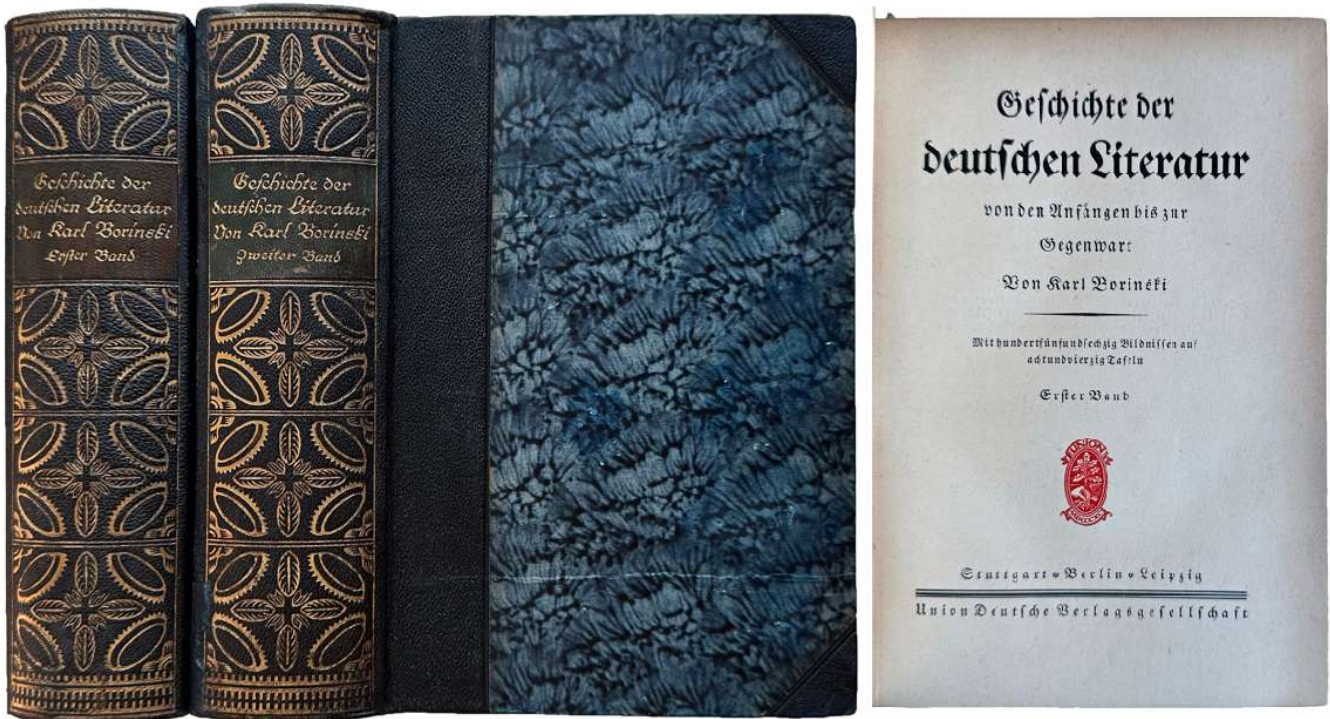 Geschichte der
deutschen Literatur
Von Karl Borinski
Erster Band
Geschichte der
deutschen Literatur
Von Karl Borinski
Zweiter Band
Geschichte der
deutschen Literatur
von den Anfängen bis zur
Gegenwart
Von Karl Borinski
Mit hundertfünfundsechzig Bildnissen auf
achtundvierzig Tafeln
Erster Band
UNION
Stuttgart * Berlin * Leipzig
Union Deutsche Verlagsgesellschaft